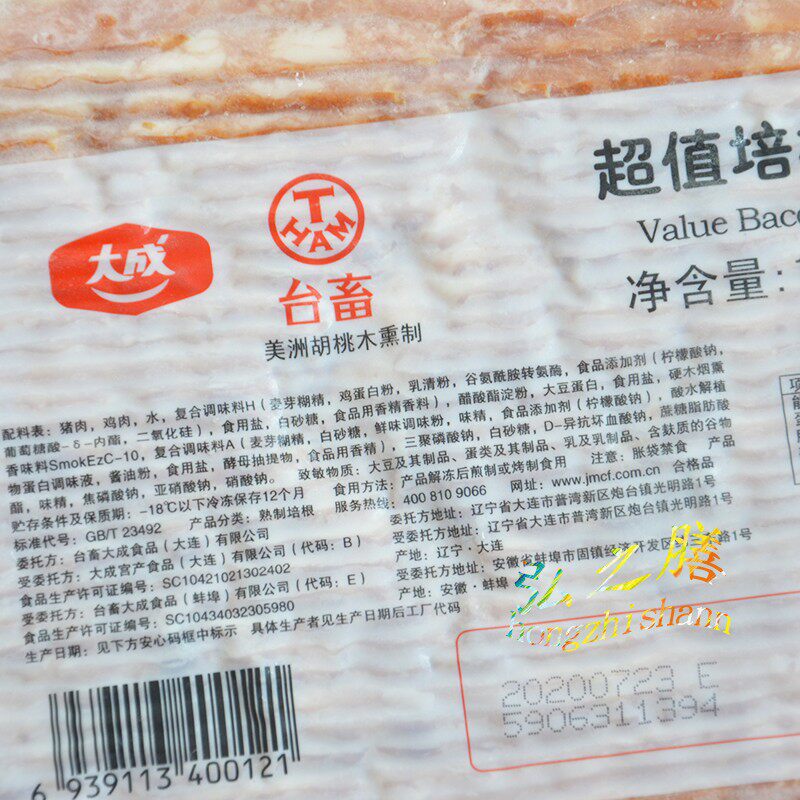 超值培
Value Baco
净含量:
大成
T
HAM
台畜
美洲胡桃木熏制
配料表：猪肉，鸡肉，水，复合调味料H（麦芽糊精，鸡蛋白粉，乳清粉，谷氨酰胺转氨酶，食品添加剂（柠檬酸钠，
葡萄糖酸-δ-内酯，二氧化硅），食用盐，白砂糖，食品用香精香料），醋酸酯淀粉，大豆蛋白，食用盐，硬木烟熏
香味料SmokEzC-10，复合调味料A（麦芽糊精，白砂糖，鲜味调味粉，味精，食品添加剂（柠檬酸钠），酸水解植
物蛋白调味液，酱油粉，食用盐，酵母抽提物，食品用香精），三聚磷酸钠，白砂糖，D-异抗坏血酸钠，蔗糖脂肪酸
酯，味精，焦磷酸钠，亚硝酸钠，硝酸钠。 致敏物质：大豆及其制品、蛋类及其制品、乳及乳制品、含麸质的谷物
贮存条件及保质期：-18℃以下冷冻保存12个月 食用方法：产品解冻后煎制或烤制食用 注意：胀袋禁食 产品
标准代号：GB/T 23492 产品分类：熟制培根 服务热线：400 810 9066 网址：www.jmcf.com.cn 合格品
委托方：台畜大成食品（大连）有限公司 委托方地址：辽宁省大连市普湾新区炮台镇光明路1号
受委托方：大成宫产食品（大连）有限公司（代码：B） 受委托方地址：辽宁省大连市普湾新区炮台镇光明路1号
食品生产许可证编号：SC10421021302402 产地：辽宁·大连
受委托方：台畜大成食品（蚌埠）有限公司（代码：E） 受委托方地址：安徽省蚌埠市固镇经济开发区 三路1号
食品生产许可证编号：SC10434032305980 产地：安徽·蚌埠
生产日期：见下方安心码框中标示 具体生产者见生产日期后工厂代码
弘之膳
hongzhishann
20200723 E
5906311394
6 939113 400121